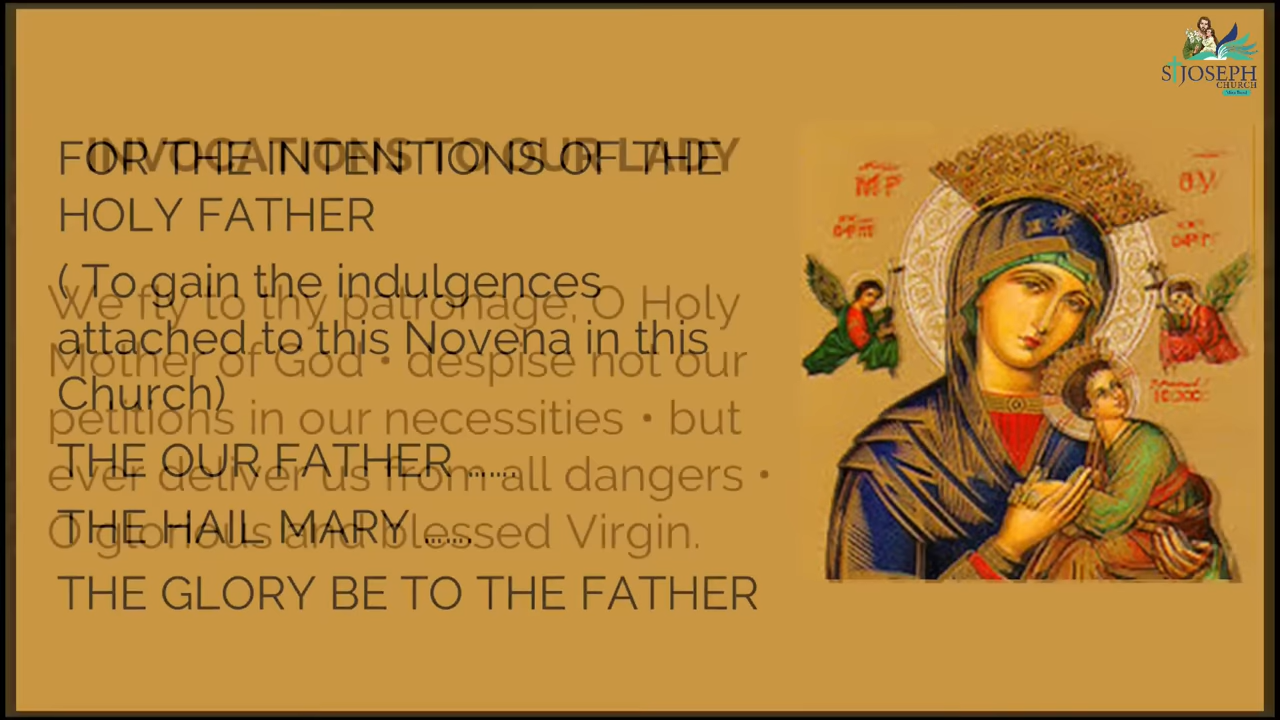 FOR THE INTENTIONS OF THE
HOLY FATHER
( To gain the indulgences
attached to this Novena in this
Church)
THE OUR FATHER ......
THE HAIL MARY ......
THE GLORY BE TO THE FATHER
INVOCATIONS TO OUR LADY
We fly to thy patronage, O Holy
Mother of God • despise not our
petitions in our necessities • but
ever deliver us from all dangers •
O glorious and blessed Virgin.
ST JOSEPH
CHURCH